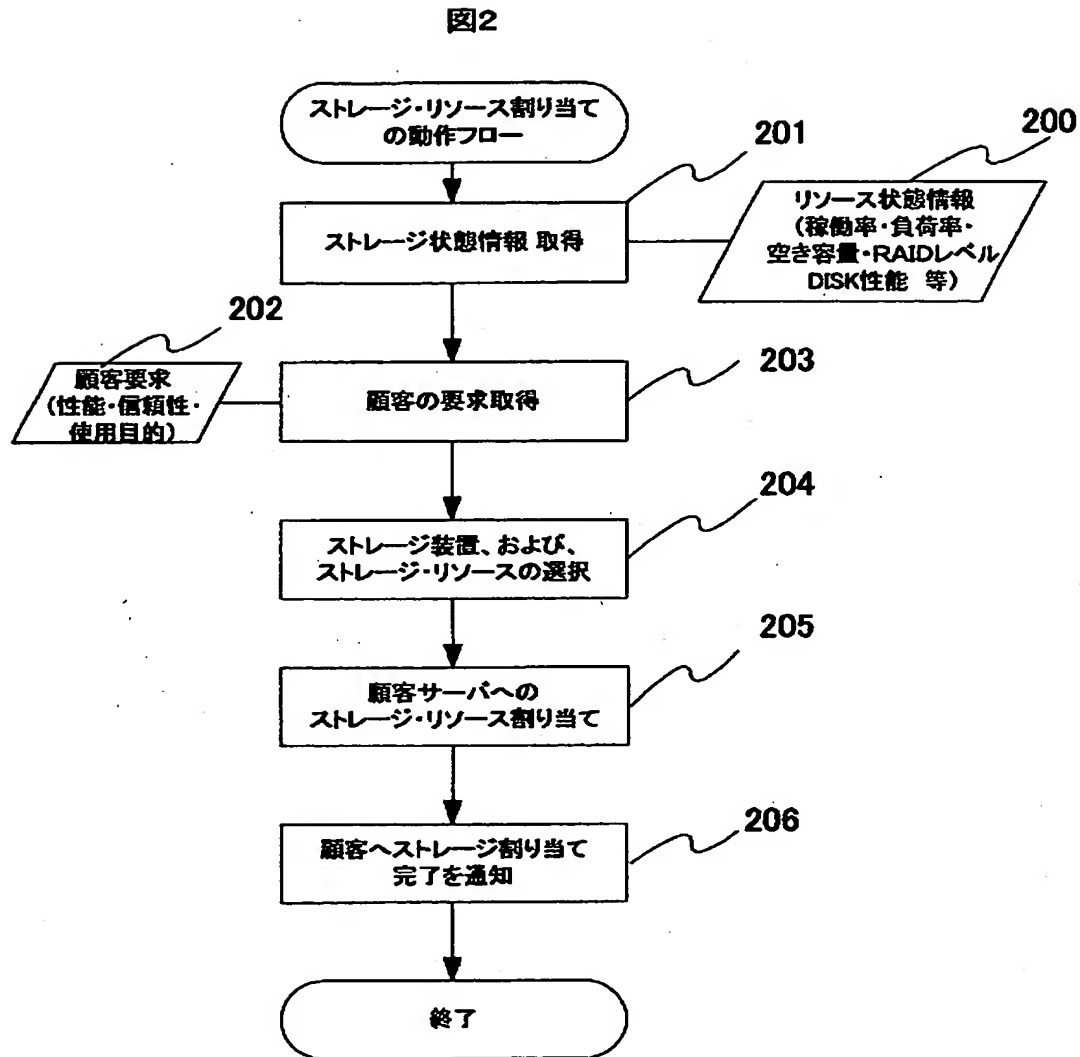 図2
ストレージ・リソース割り当て
の動作フロー
201
200
ストレージ状態情報 取得
リソース状態情報
(稼働率・負荷率・
空き容量・RAIDレベル
DISK性能 等)
202
顧客要求
(性能・信頼性・
使用目的)
203
顧客の要求取得
204
ストレージ装置、および、
ストレージ・リソースの選択
205
顧客サーバへの
ストレージ・リソース割り当て
206
顧客へストレージ割り当て
完了を通知
終了